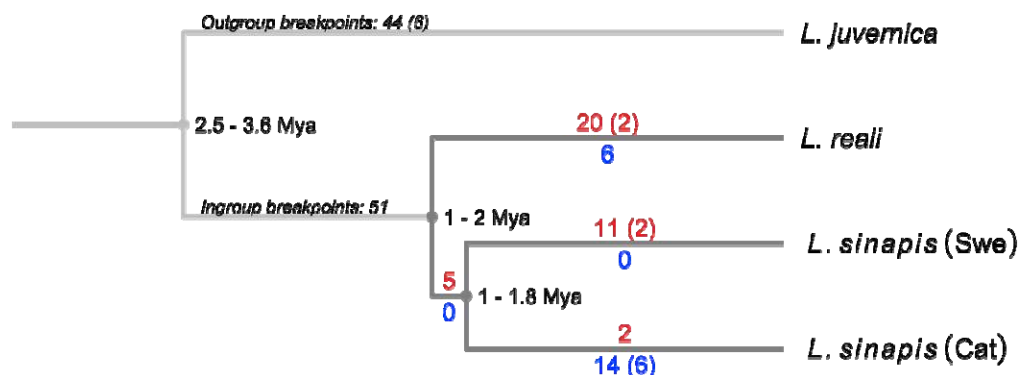 Outgroup breakpoints: 44 (6)
L. juvernica
2.5 - 3.6 Mya
20 (2)
L. reali
6
Ingroup breakpoints: 51
1 - 2 Mya
11 (2)
L. sinapis (Swe)
0
5
1 - 1.8 Mya
0
2
L. sinapis (Cat)
14 (6)